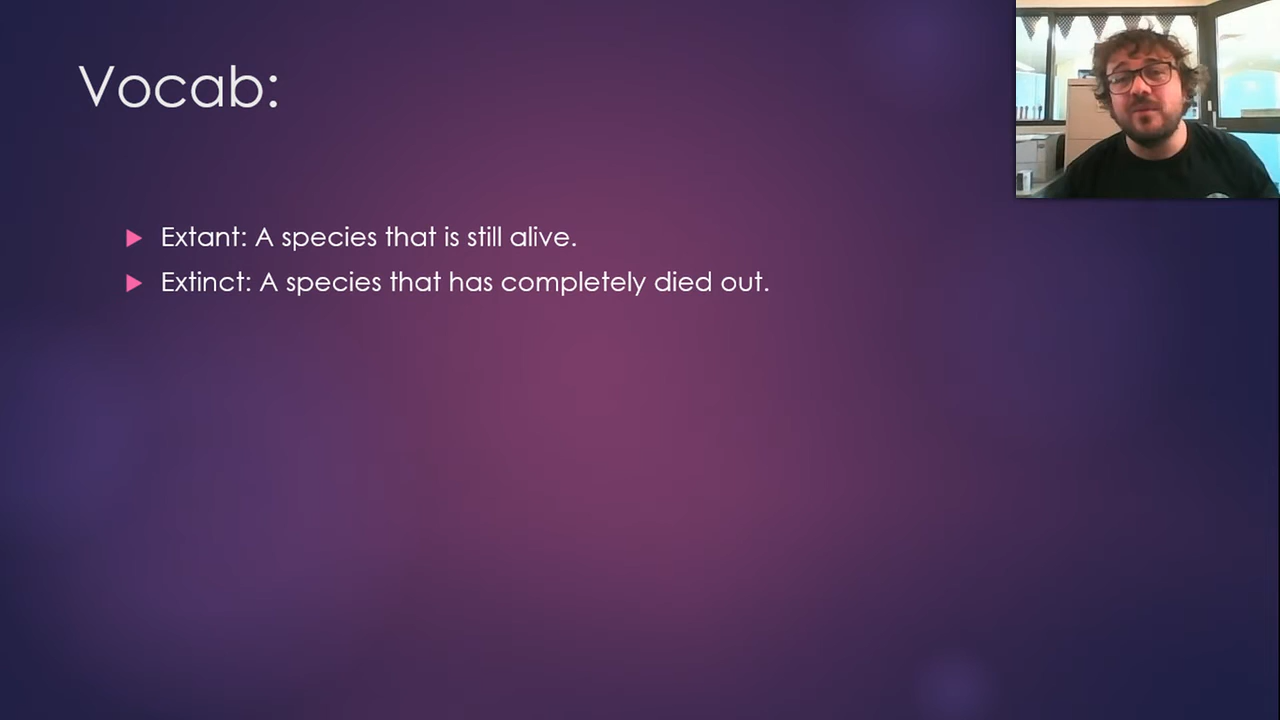 Vocab:
Extant: A species that is still alive.
Extinct: A species that has completely died out.